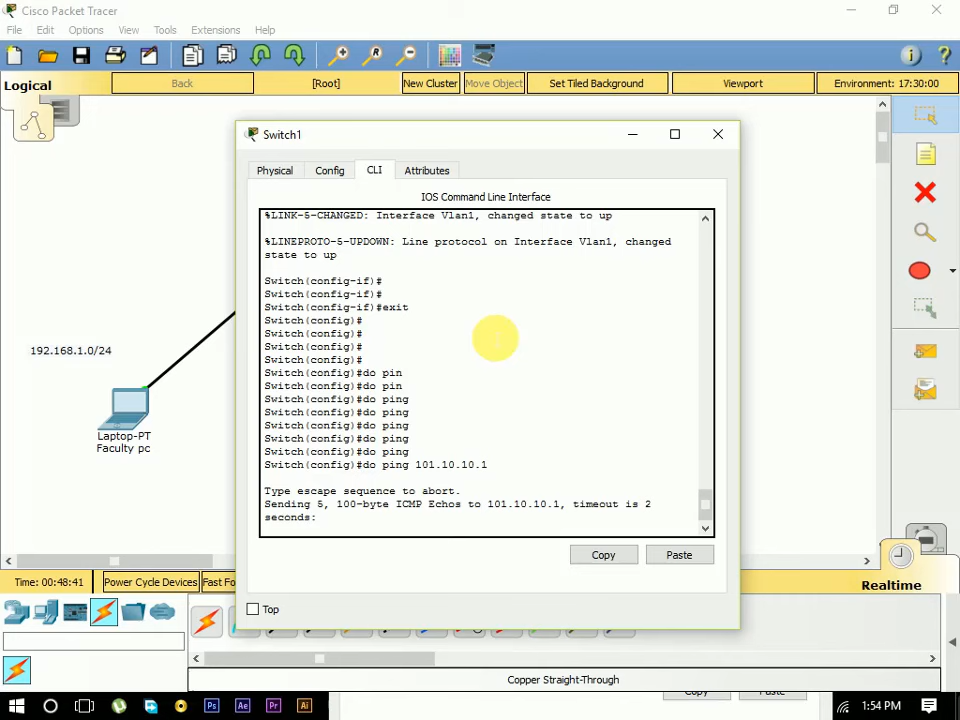 Cisco Packet Tracer
File Edit Options View Tools Extensions Help
Logical
Back
[Root]
New Cluster
Move Object
Set Tiled Background
Viewport
Environment: 17:30:00
Switch1
Physical Config CLI Attributes
IOS Command Line Interface
%LINK-5-CHANGED: Interface Vlan1, changed state to up
%LINEPROTO-5-UPDOWN: Line protocol on Interface Vlan1, changed
state to up
Switch(config-if)#
Switch(config-if)#
Switch(config-if)#exit
Switch(config)#
Switch(config)#
Switch(config)#
Switch(config)#
Switch(config)#do pin
Switch(config)#do pin
Switch(config)#do ping
Switch(config)#do ping
Switch(config)#do ping
Switch(config)#do ping
Switch(config)#do ping
Switch(config)#do ping 101.10.10.1
Type escape sequence to abort.
Sending 5, 100-byte ICMP Echos to 101.10.10.1, timeout is 2
seconds:
Copy
Paste
Top
192.168.1.0/24
Laptop-PT
Faculty pc
Time: 00:48:41
Power Cycle Devices
Fast Fo
Realtime
Copper Straight-Through
Copy
Paste
Ps
Ae
Pr
Ai
1:54 PM